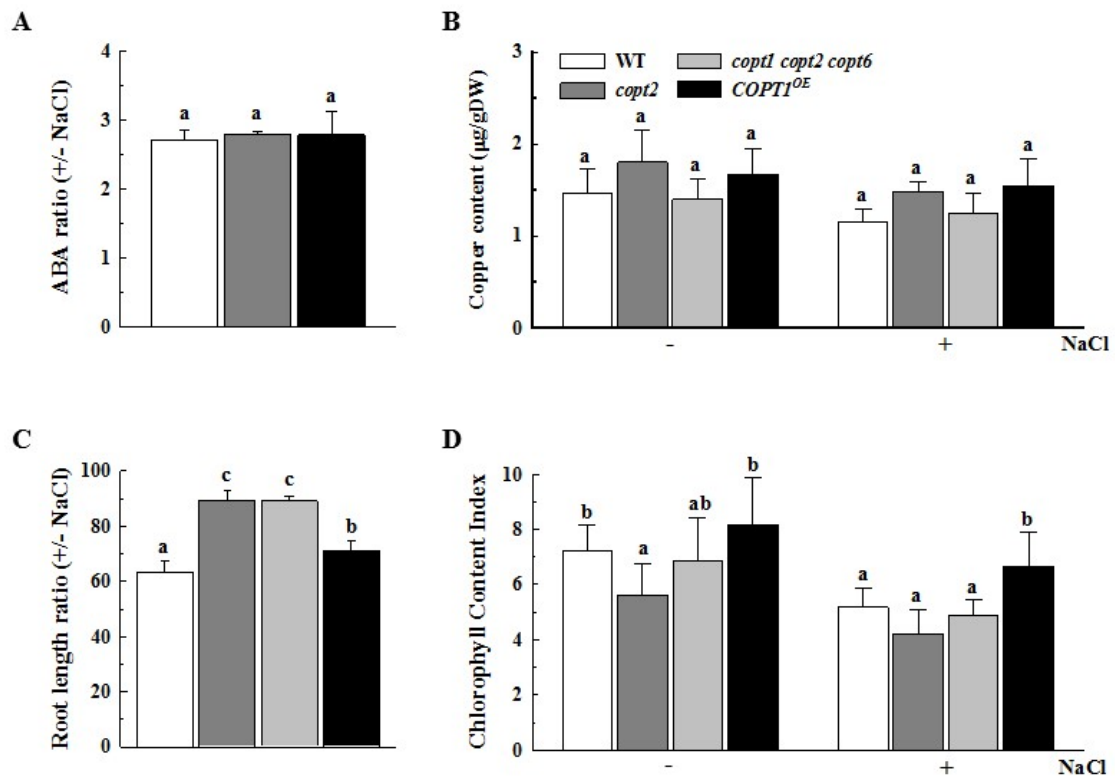 A
ABA ratio (+/- NaCl)
4
3
2
1
0
a a a
B
Copper content (µg/gDW)
3
2
1
0
WT copt1 copt2 copt6
copt2 COPT1OE
a a a a a a a a
- + NaCl
C
Root length ratio (+/- NaCl)
100
80
60
40
20
0
a c c b
D
Chlorophyll Content Index
10
8
6
4
2
0
b a ab b a a a b
- + NaCl